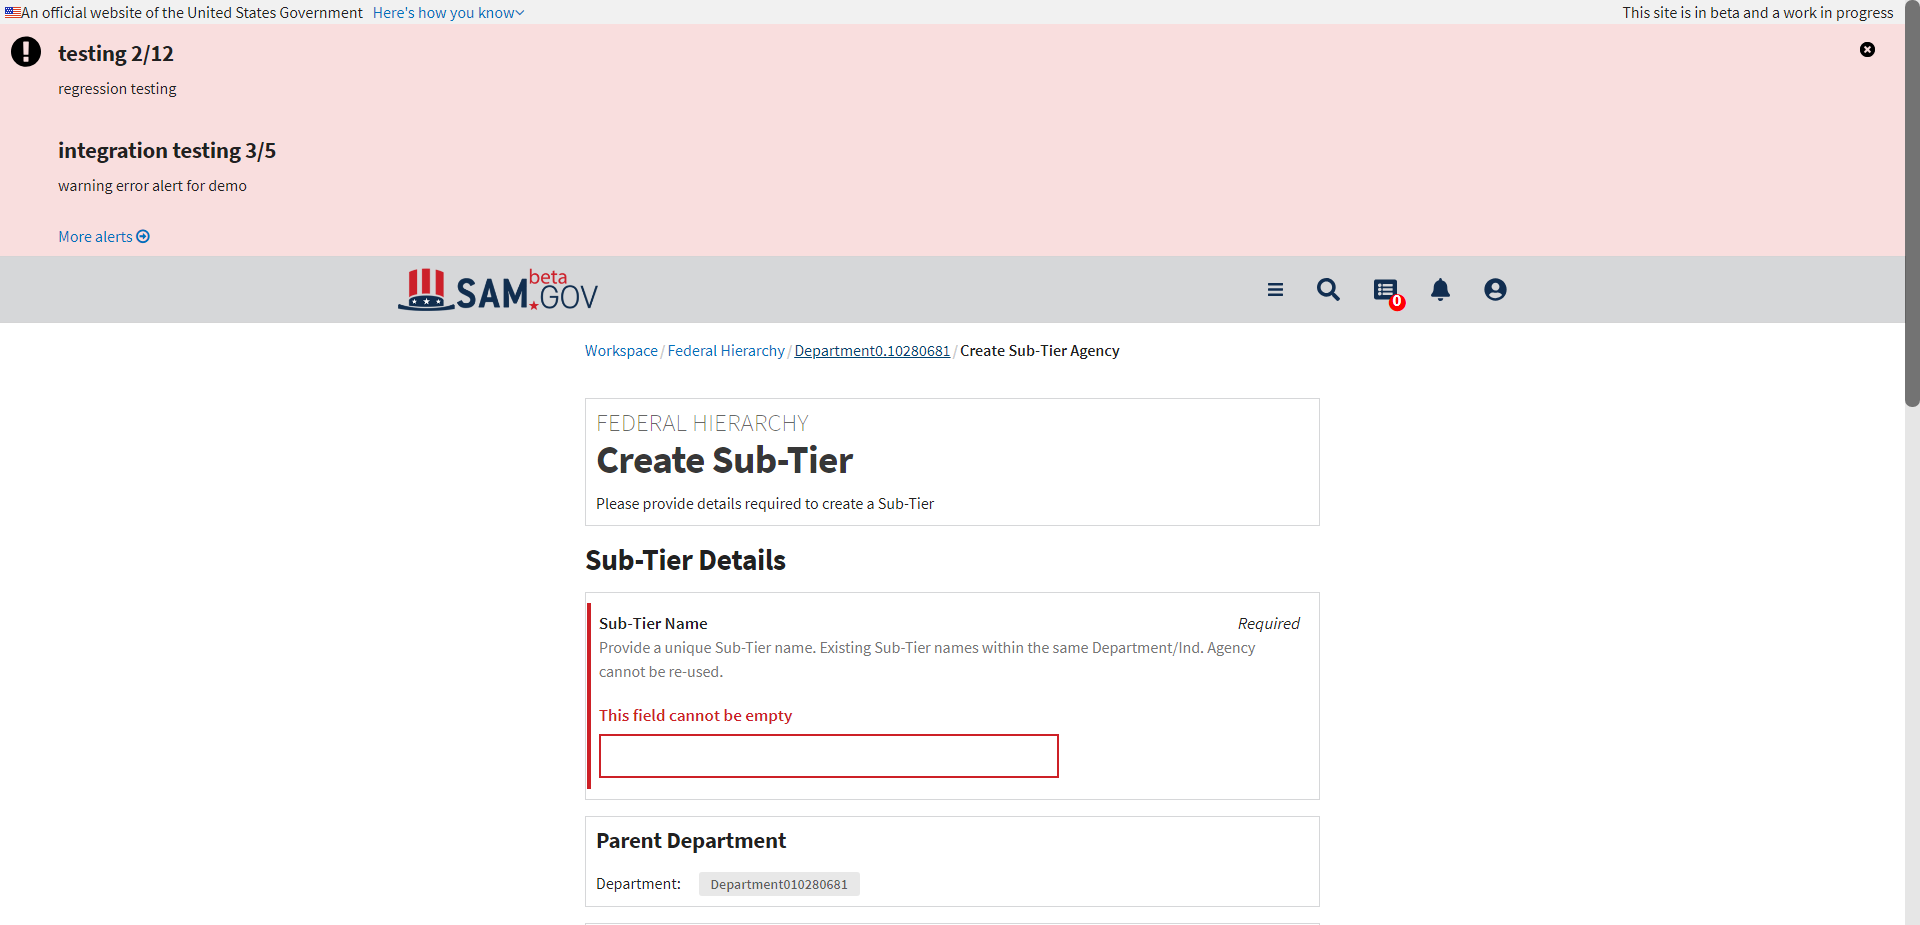 An official website of the United States Government Here's how you know
This site is in beta and a work in progress
testing 2/12
regression testing
integration testing 3/5
warning error alert for demo
More alerts
SAM.GOV beta
0
Workspace / Federal Hierarchy / Department0.10280681 / Create Sub-Tier Agency
FEDERAL HIERARCHY
Create Sub-Tier
Please provide details required to create a Sub-Tier
Sub-Tier Details
Sub-Tier Name Required
Provide a unique Sub-Tier name. Existing Sub-Tier names within the same Department/Ind. Agency
cannot be re-used.
This field cannot be empty
Parent Department
Department: Department010280681